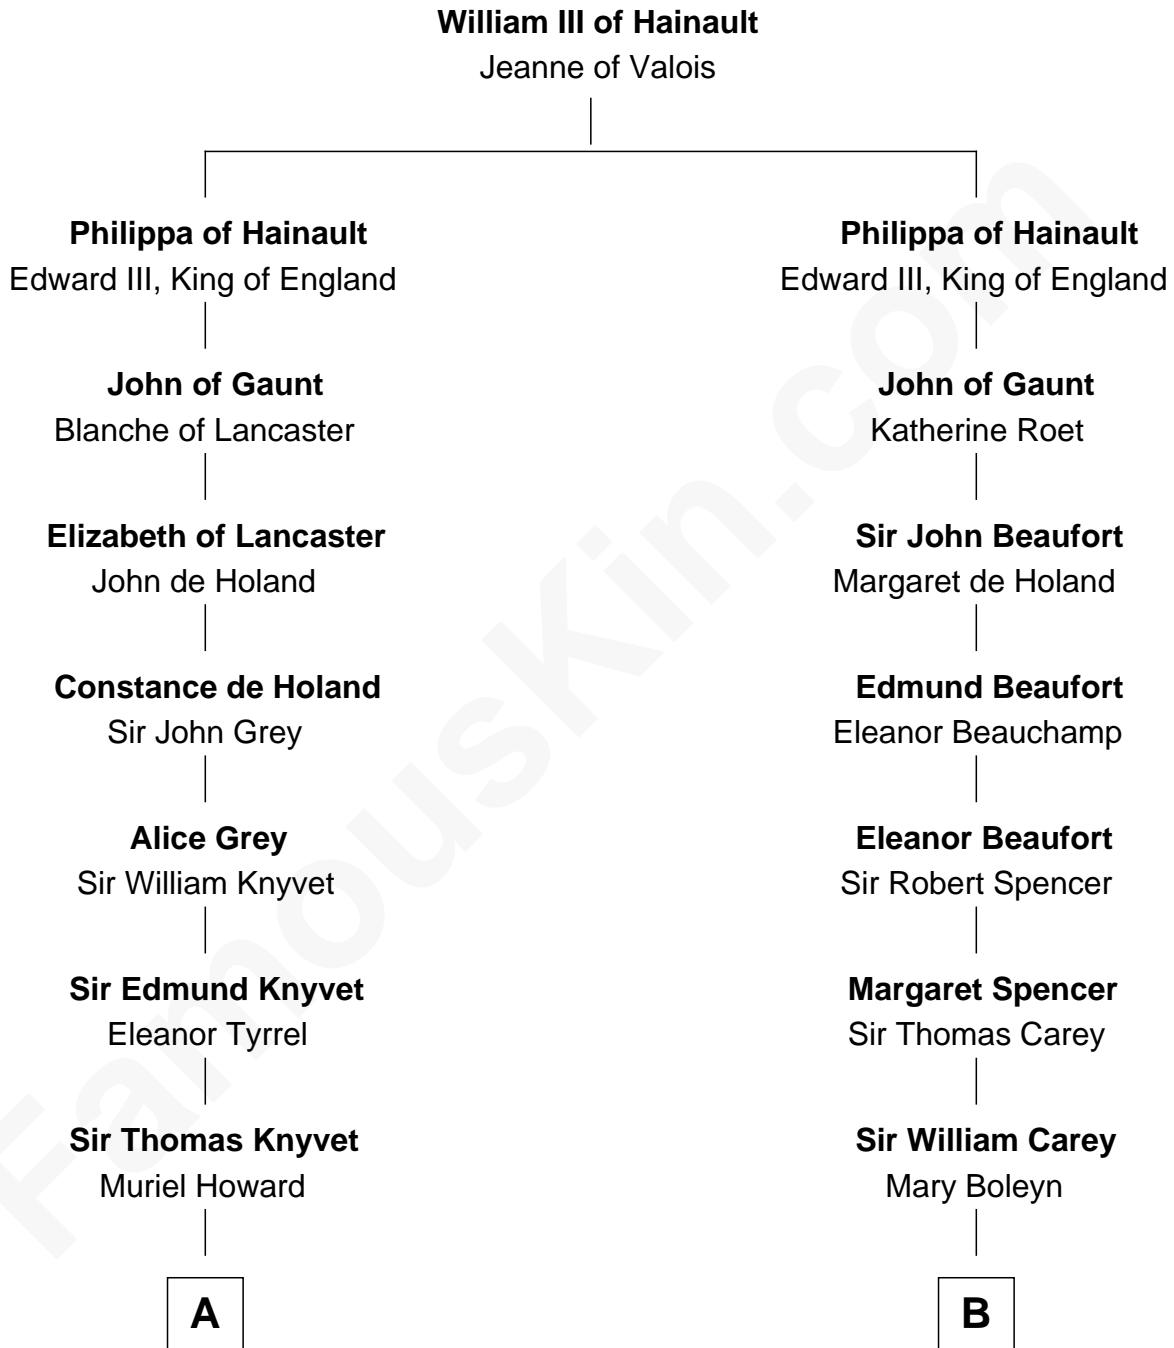 William III of Hainault
Jeanne of Valois
Philippa of Hainault
Edward III, King of England
John of Gaunt
Blanche of Lancaster
Elizabeth of Lancaster
John de Holand
Constance de Holand
Sir John Grey
Alice Grey
Sir William Knyvet
Sir Edmund Knyvet
Eleanor Tyrrel
Sir Thomas Knyvet
Muriel Howard
A
Philippa of Hainault
Edward III, King of England
John of Gaunt
Katherine Roet
Sir John Beaufort
Margaret de Holand
Edmund Beaufort
Eleanor Beauchamp
Eleanor Beaufort
Sir Robert Spencer
Margaret Spencer
Sir Thomas Carey
Sir William Carey
Mary Boleyn
B
FamousKin.com